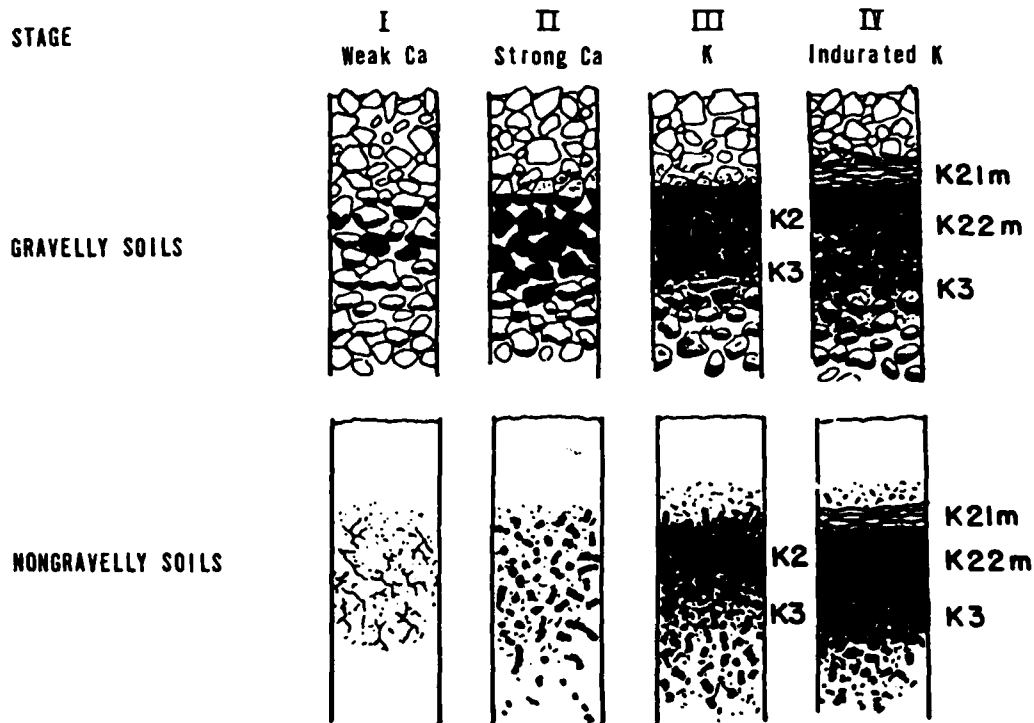 STAGE
I II III IV
Weak Ca Strong Ca K Indurated K
K21m
K2 K22m
GRAVELLY SOILS
K3 K3
K21m
K2 K22m
NONGRAVELLY SOILS
K3 K3